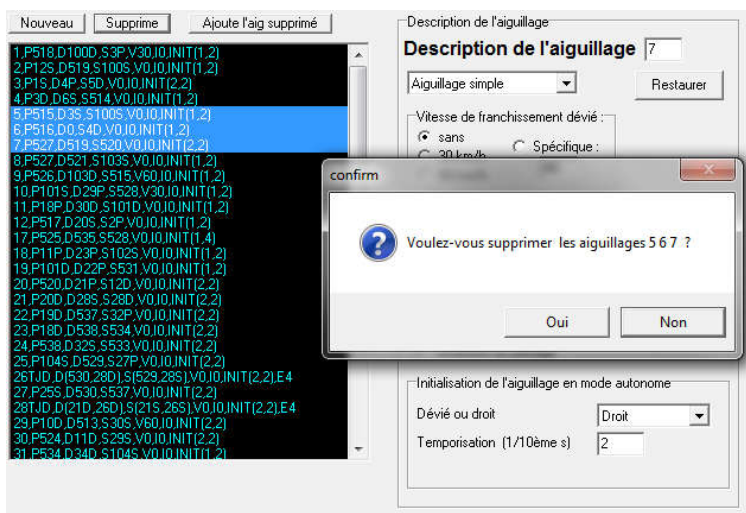 Nouveau Supprime Ajoute l'aig supprimé
1,P518,D100D,S3P,V30,I0,INIT(1,2)
2,P12S,D519,S100S,V0,I0,INIT(1,2)
3,P1S,D4P,S5D,V0,I0,INIT(2,2)
4,P3D,D6S,S514,V0,I0,INIT(1,2)
5,P515,D3S,S100S,V0,I0,INIT(1,2)
6,P516,D0,S4D,V0,I0,INIT(1,2)
7,P527,D519,S520,V0,I0,INIT(2,2)
8,P527,D521,S103S,V0,I0,INIT(1,2)
9,P526,D103D,S515,V60,I0,INIT(1,2)
10,P101S,D29P,S528,V30,I0,INIT(1,2)
11,P18P,D30D,S101D,V0,I0,INIT(1,2)
12,P517,D20S,S2P,V0,I0,INIT(1,2)
17,P525,D535,S528,V0,I0,INIT(1,4)
18,P11P,D23P,S102S,V0,I0,INIT(1,2)
19,P101D,D22P,S531,V0,I0,INIT(1,2)
20,P520,D21P,S12D,V0,I0,INIT(2,2)
21,P20D,D28S,S28D,V0,I0,INIT(2,2)
22,P19D,D537,S32P,V0,I0,INIT(2,2)
23,P18D,D538,S534,V0,I0,INIT(2,2)
24,P538,D32S,S533,V0,I0,INIT(2,2)
25,P104S,D529,S27P,V0,I0,INIT(2,2)
26TJD,D(530,28D),S(529,28S),V0,I0,INIT(2,2),E4
27,P25S,D530,S537,V0,I0,INIT(2,2)
28TJD,D(21D,26D),S(21S,26S),V0,I0,INIT(2,2),E4
29,P10D,D513,S30S,V60,I0,INIT(2,2)
30,P524,D11D,S29S,V0,I0,INIT(2,2)
31,P534,D34D,S104S,V0,I0,INIT(1,2)
Description de l'aiguillage
Description de l'aiguillage 7
Aiguillage simple Restaurer
Vitesse de franchissement dévié :
sans
Spécifique :
30 km/h
confirm
Voulez-vous supprimer les aiguillages 5 6 7 ?
Oui Non
Initialisation de l'aiguillage en mode autonome
Dévié ou droit Droit
Temporisation (1/10ème s) 2